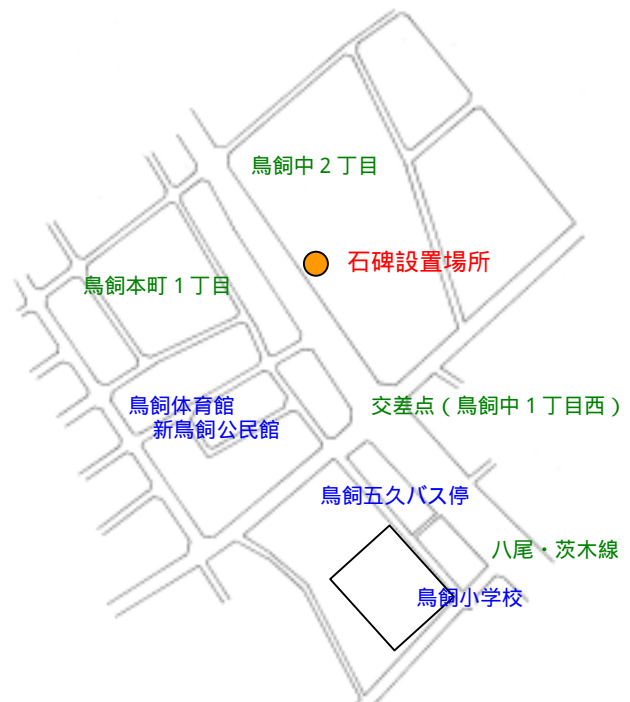 鳥飼中２丁目
石碑設置場所
鳥飼本町１丁目
鳥飼体育館
新鳥飼公民館
交差点（鳥飼中１丁目西）
鳥飼五久バス停
八尾・茨木線
鳥飼小学校